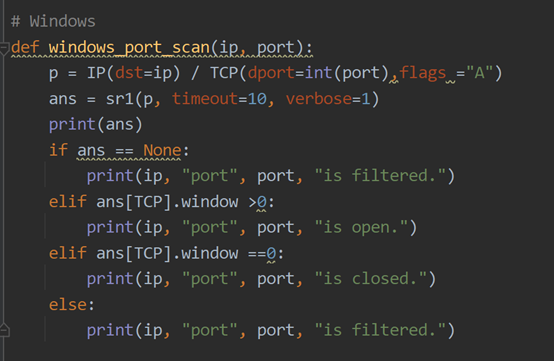 # Windows
def windows_port_scan(ip, port):
    p = IP(dst=ip) / TCP(dport=int(port),flags ="A")
    ans = sr1(p, timeout=10, verbose=1)
    print(ans)
    if ans == None:
        print(ip, "port", port, "is filtered.")
    elif ans[TCP].window >0:
        print(ip, "port", port, "is open.")
    elif ans[TCP].window ==0:
        print(ip, "port", port, "is closed.")
    else:
        print(ip, "port", port, "is filtered.")